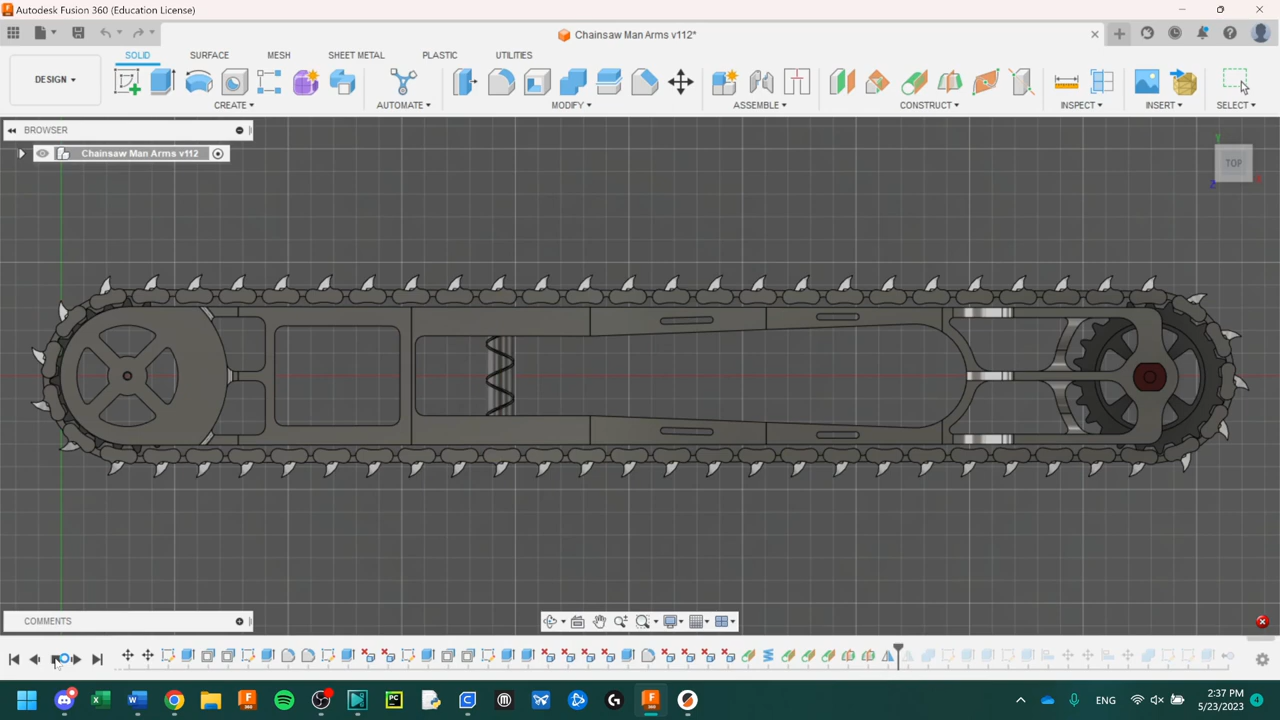 Autodesk Fusion 360 (Education License)
Chainsaw Man Arms v112*
DESIGN
SOLID SURFACE MESH SHEET METAL PLASTIC UTILITIES
CREATE AUTOMATE MODIFY ASSEMBLE CONSTRUCT INSPECT INSERT SELECT
BROWSER
Chainsaw Man Arms v112
Y
TOP
Z
COMMENTS
ENG
2:37 PM
5/23/2023
4